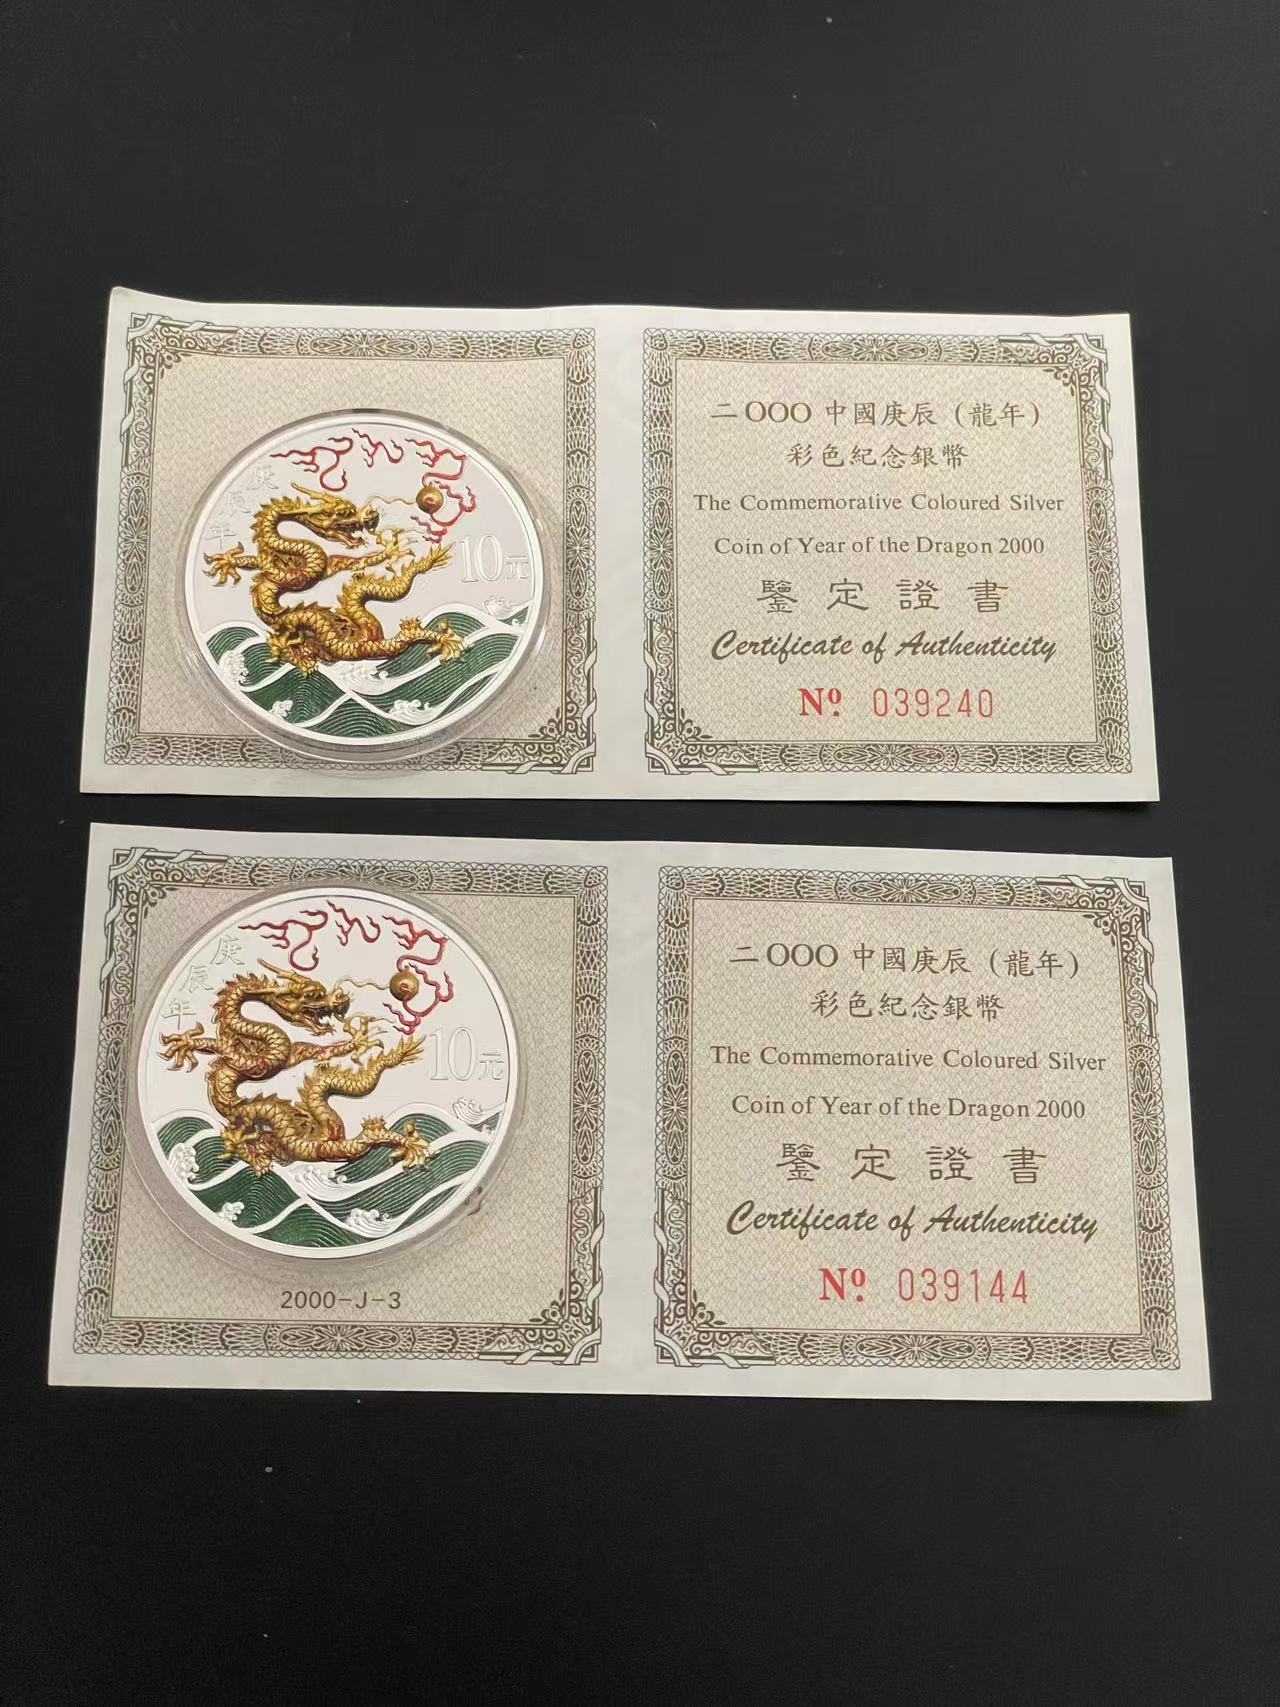 庚辰年
10元
二OOO中國庚辰（龍年）
彩色紀念銀幣
The Commemorative Coloured Silver
Coin of Year of the Dragon 2000
鑒定證書
Certificate of Authenticity
Nº. 039240
庚辰年
10元
2000-J-3
二OOO中國庚辰（龍年）
彩色紀念銀幣
The Commemorative Coloured Silver
Coin of Year of the Dragon 2000
鑒定證書
Certificate of Authenticity
Nº. 039144